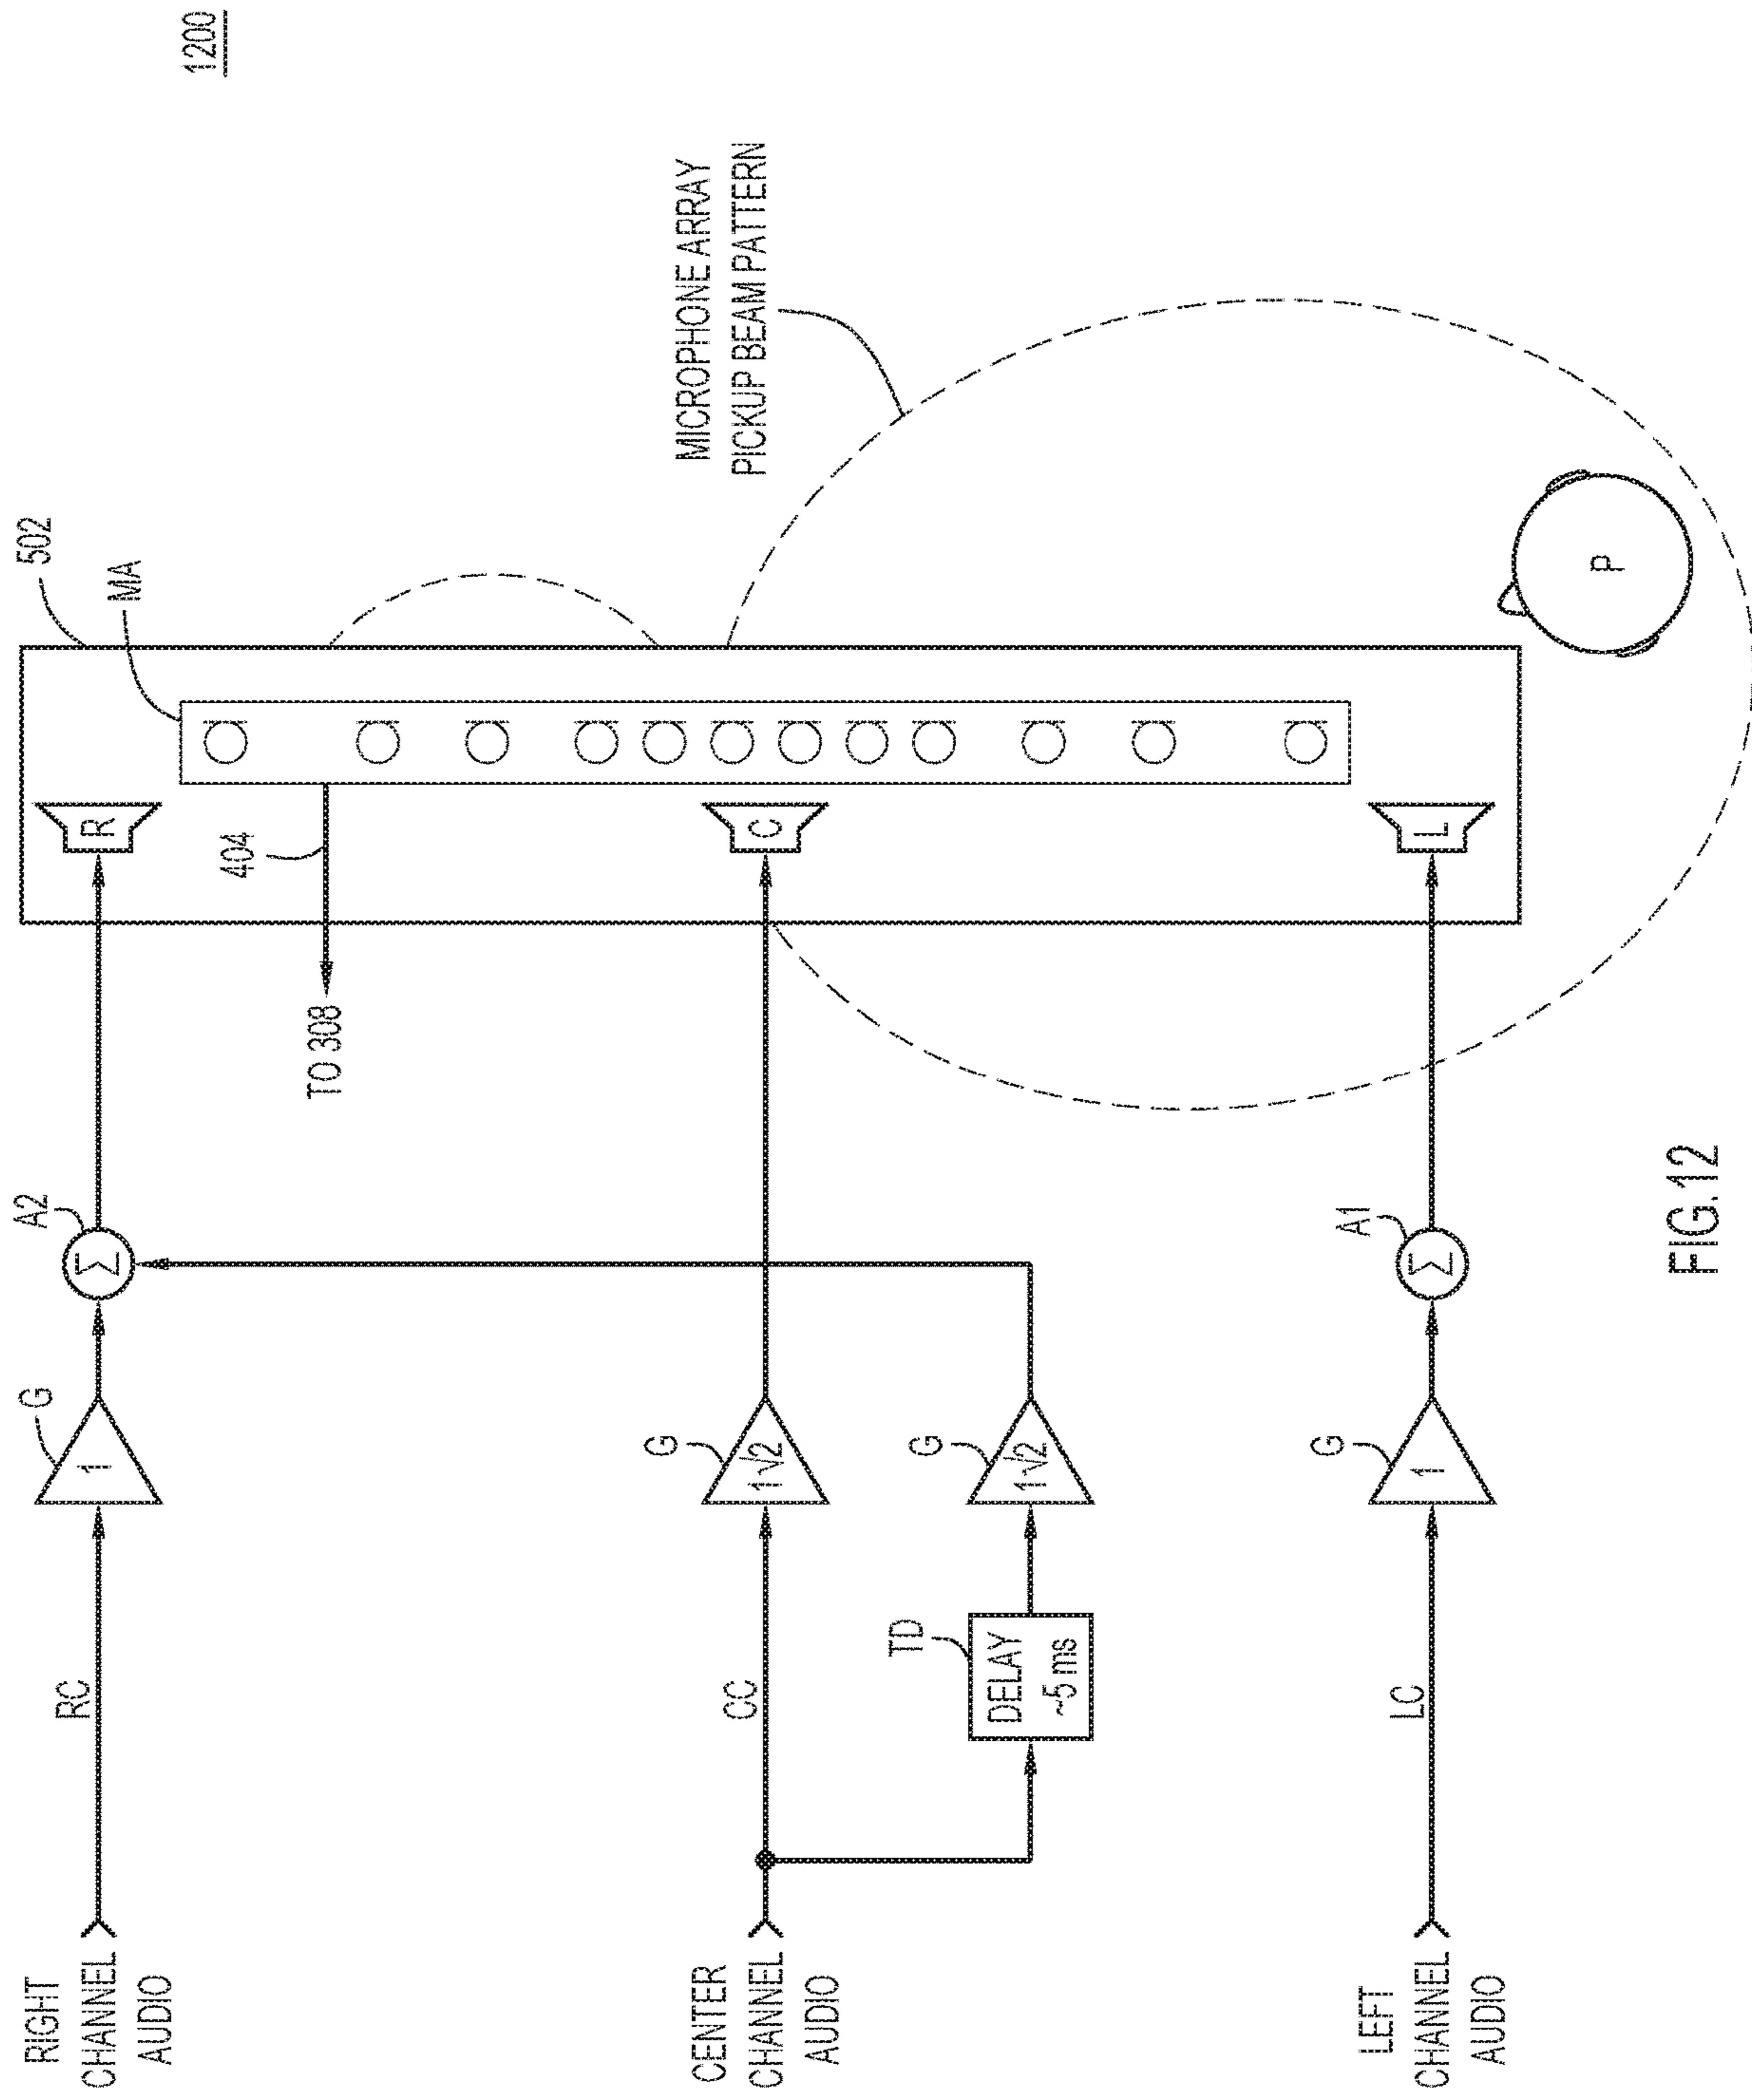 1200
502
MA
MICROPHONE ARRAY
PICKUP BEAM PATTERN
R
C
L
P
404
TO 308
A2
Σ
A1
Σ
G
1
G
1√2
G
1√2
G
1
TD
DELAY
~5 ms
RC
CC
LC
RIGHT
CHANNEL
AUDIO
CENTER
CHANNEL
AUDIO
LEFT
CHANNEL
AUDIO
FIG.12